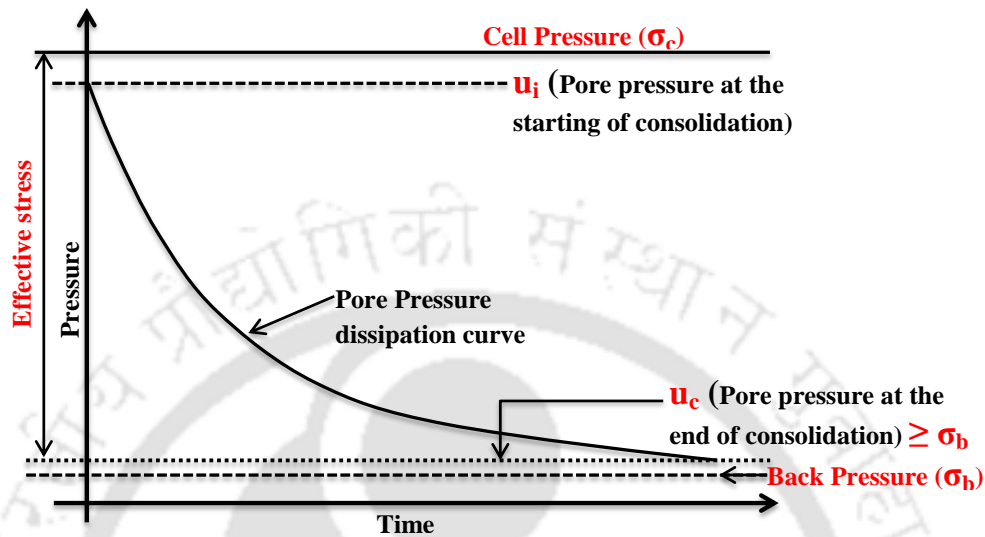 Cell Pressure (σc)
ui (Pore pressure at the
starting of consolidation)
Effective stress
Pressure
Pore Pressure
dissipation curve
uc (Pore pressure at the
end of consolidation) ≥ σb
Back Pressure (σb)
Time
प्रौद्योगिकी संस्थान